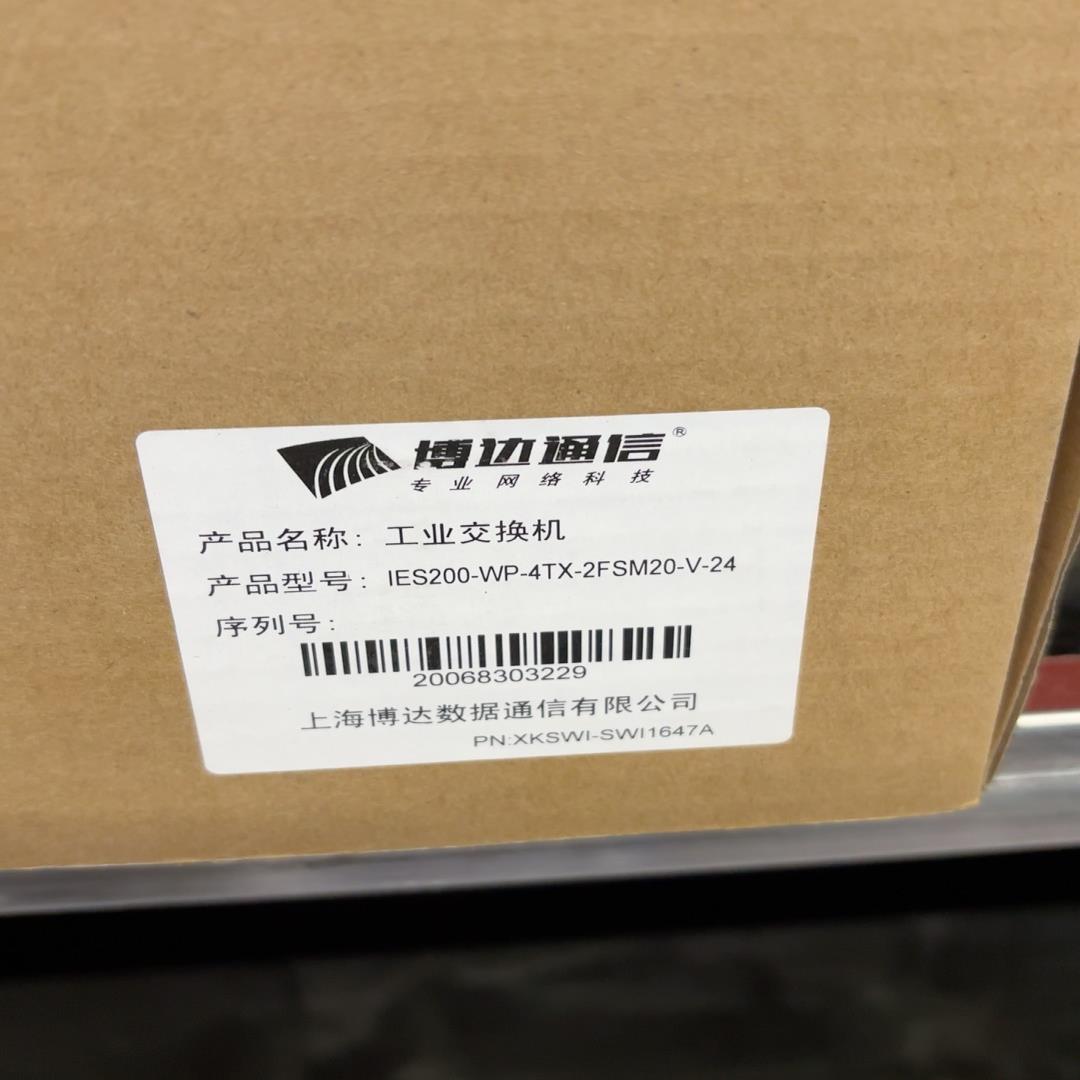 博达通信®
专业网络科技
产品名称: 工业交换机
产品型号: IES200-WP-4TX-2FSM20-V-24
序列号:
20068303229
上海博达数据通信有限公司
PN:XKSWI-SWI1647A